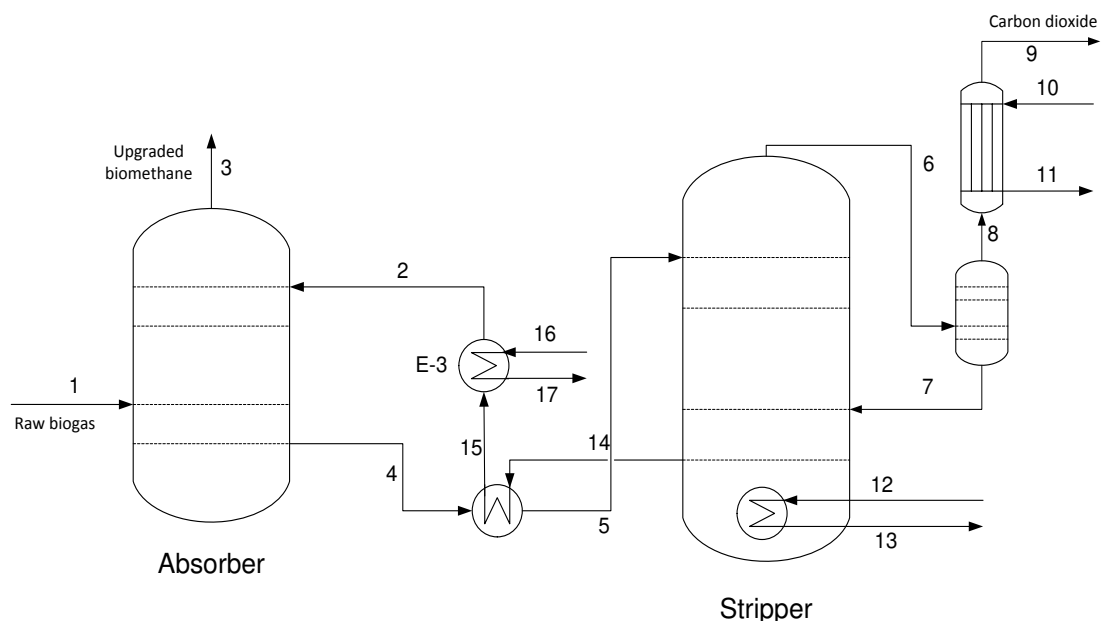 Carbon dioxide
9
10
Upgraded
biomethane
3
6
11
8
2
16
E-3
1
17
7
Raw biogas
15
14
4
12
5
13
Absorber
Stripper